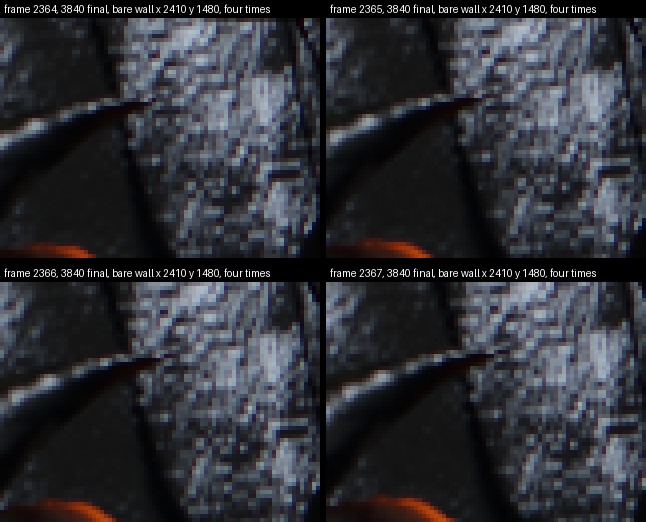 frame 2364, 3840 final, bare wall x 2410 y 1480, four times
frame 2365, 3840 final, bare wall x 2410 y 1480, four times
frame 2366, 3840 final, bare wall x 2410 y 1480, four times
frame 2367, 3840 final, bare wall x 2410 y 1480, four times